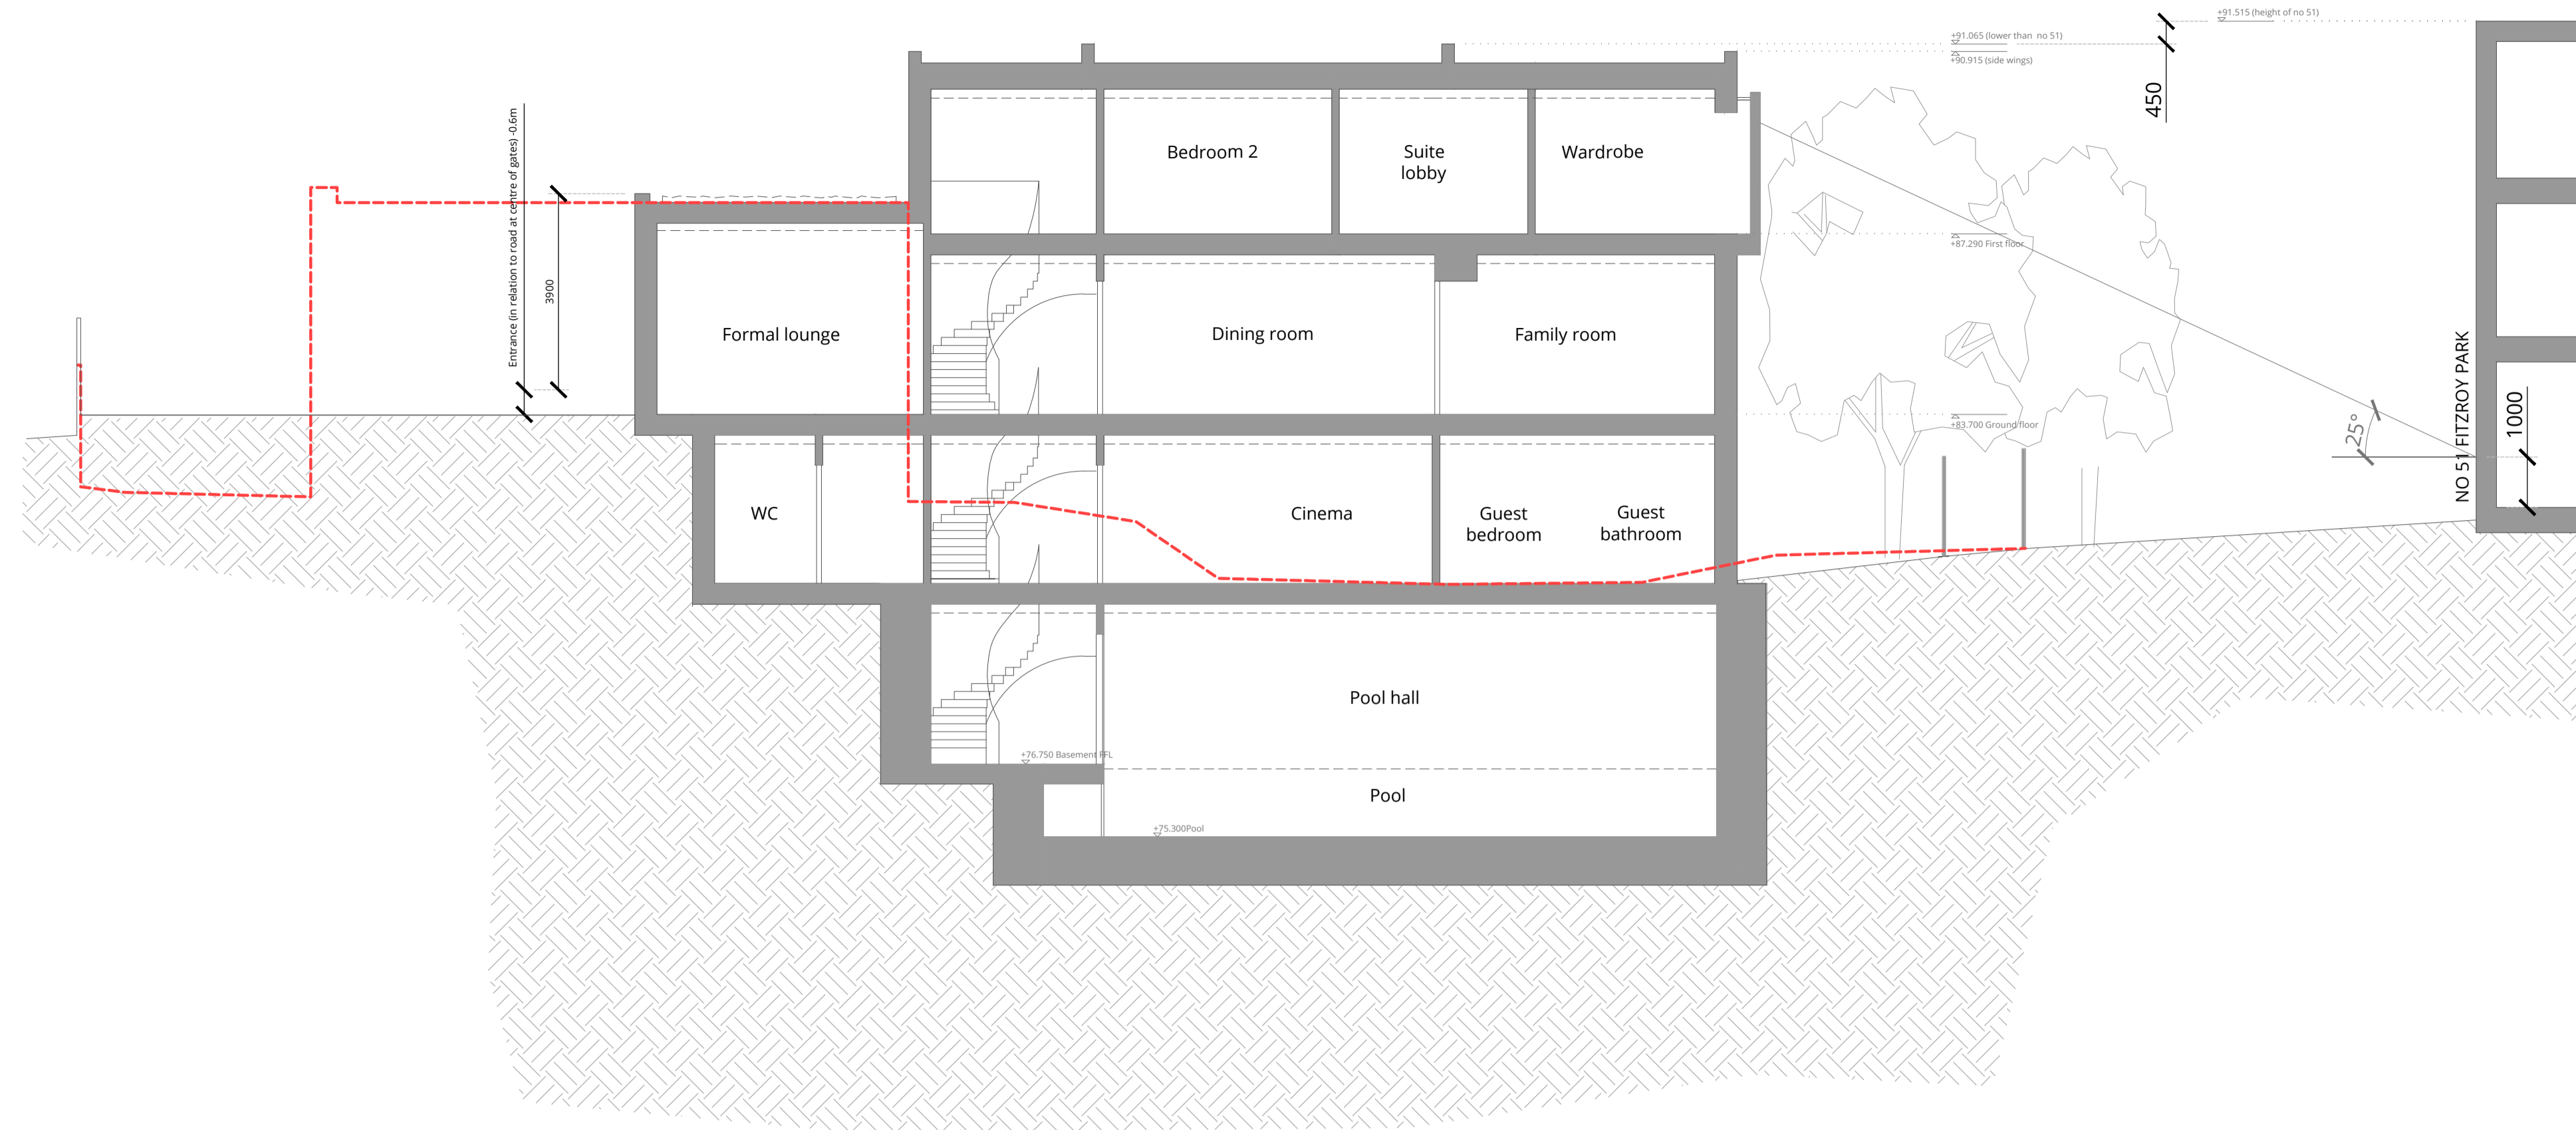 +91.515 (height of no 51)
+91.065 (lower than  no 51)
+90.915 (side wings)
450
Entrance (in relation to road at centre of gates) -0.6m
3900
Bedroom 2
Suite
lobby
Wardrobe
+87.290 First floor
Formal lounge
Dining room
Family room
+83.700 Ground floor
25°
NO 51 FITZROY PARK
1000
WC
Cinema
Guest
bedroom
Guest
bathroom
Pool hall
+76.750 Basement FFL
Pool
+75.300Pool